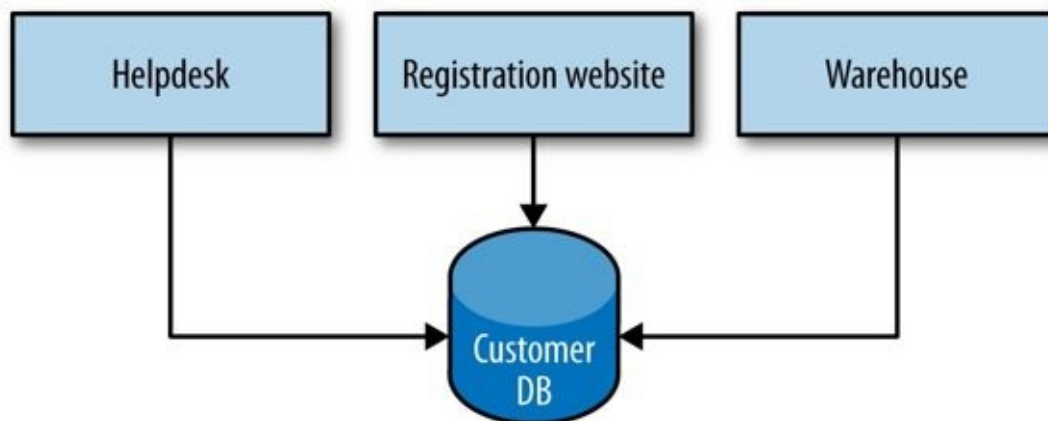 Helpdesk
Registration website
Warehouse
Customer
DB